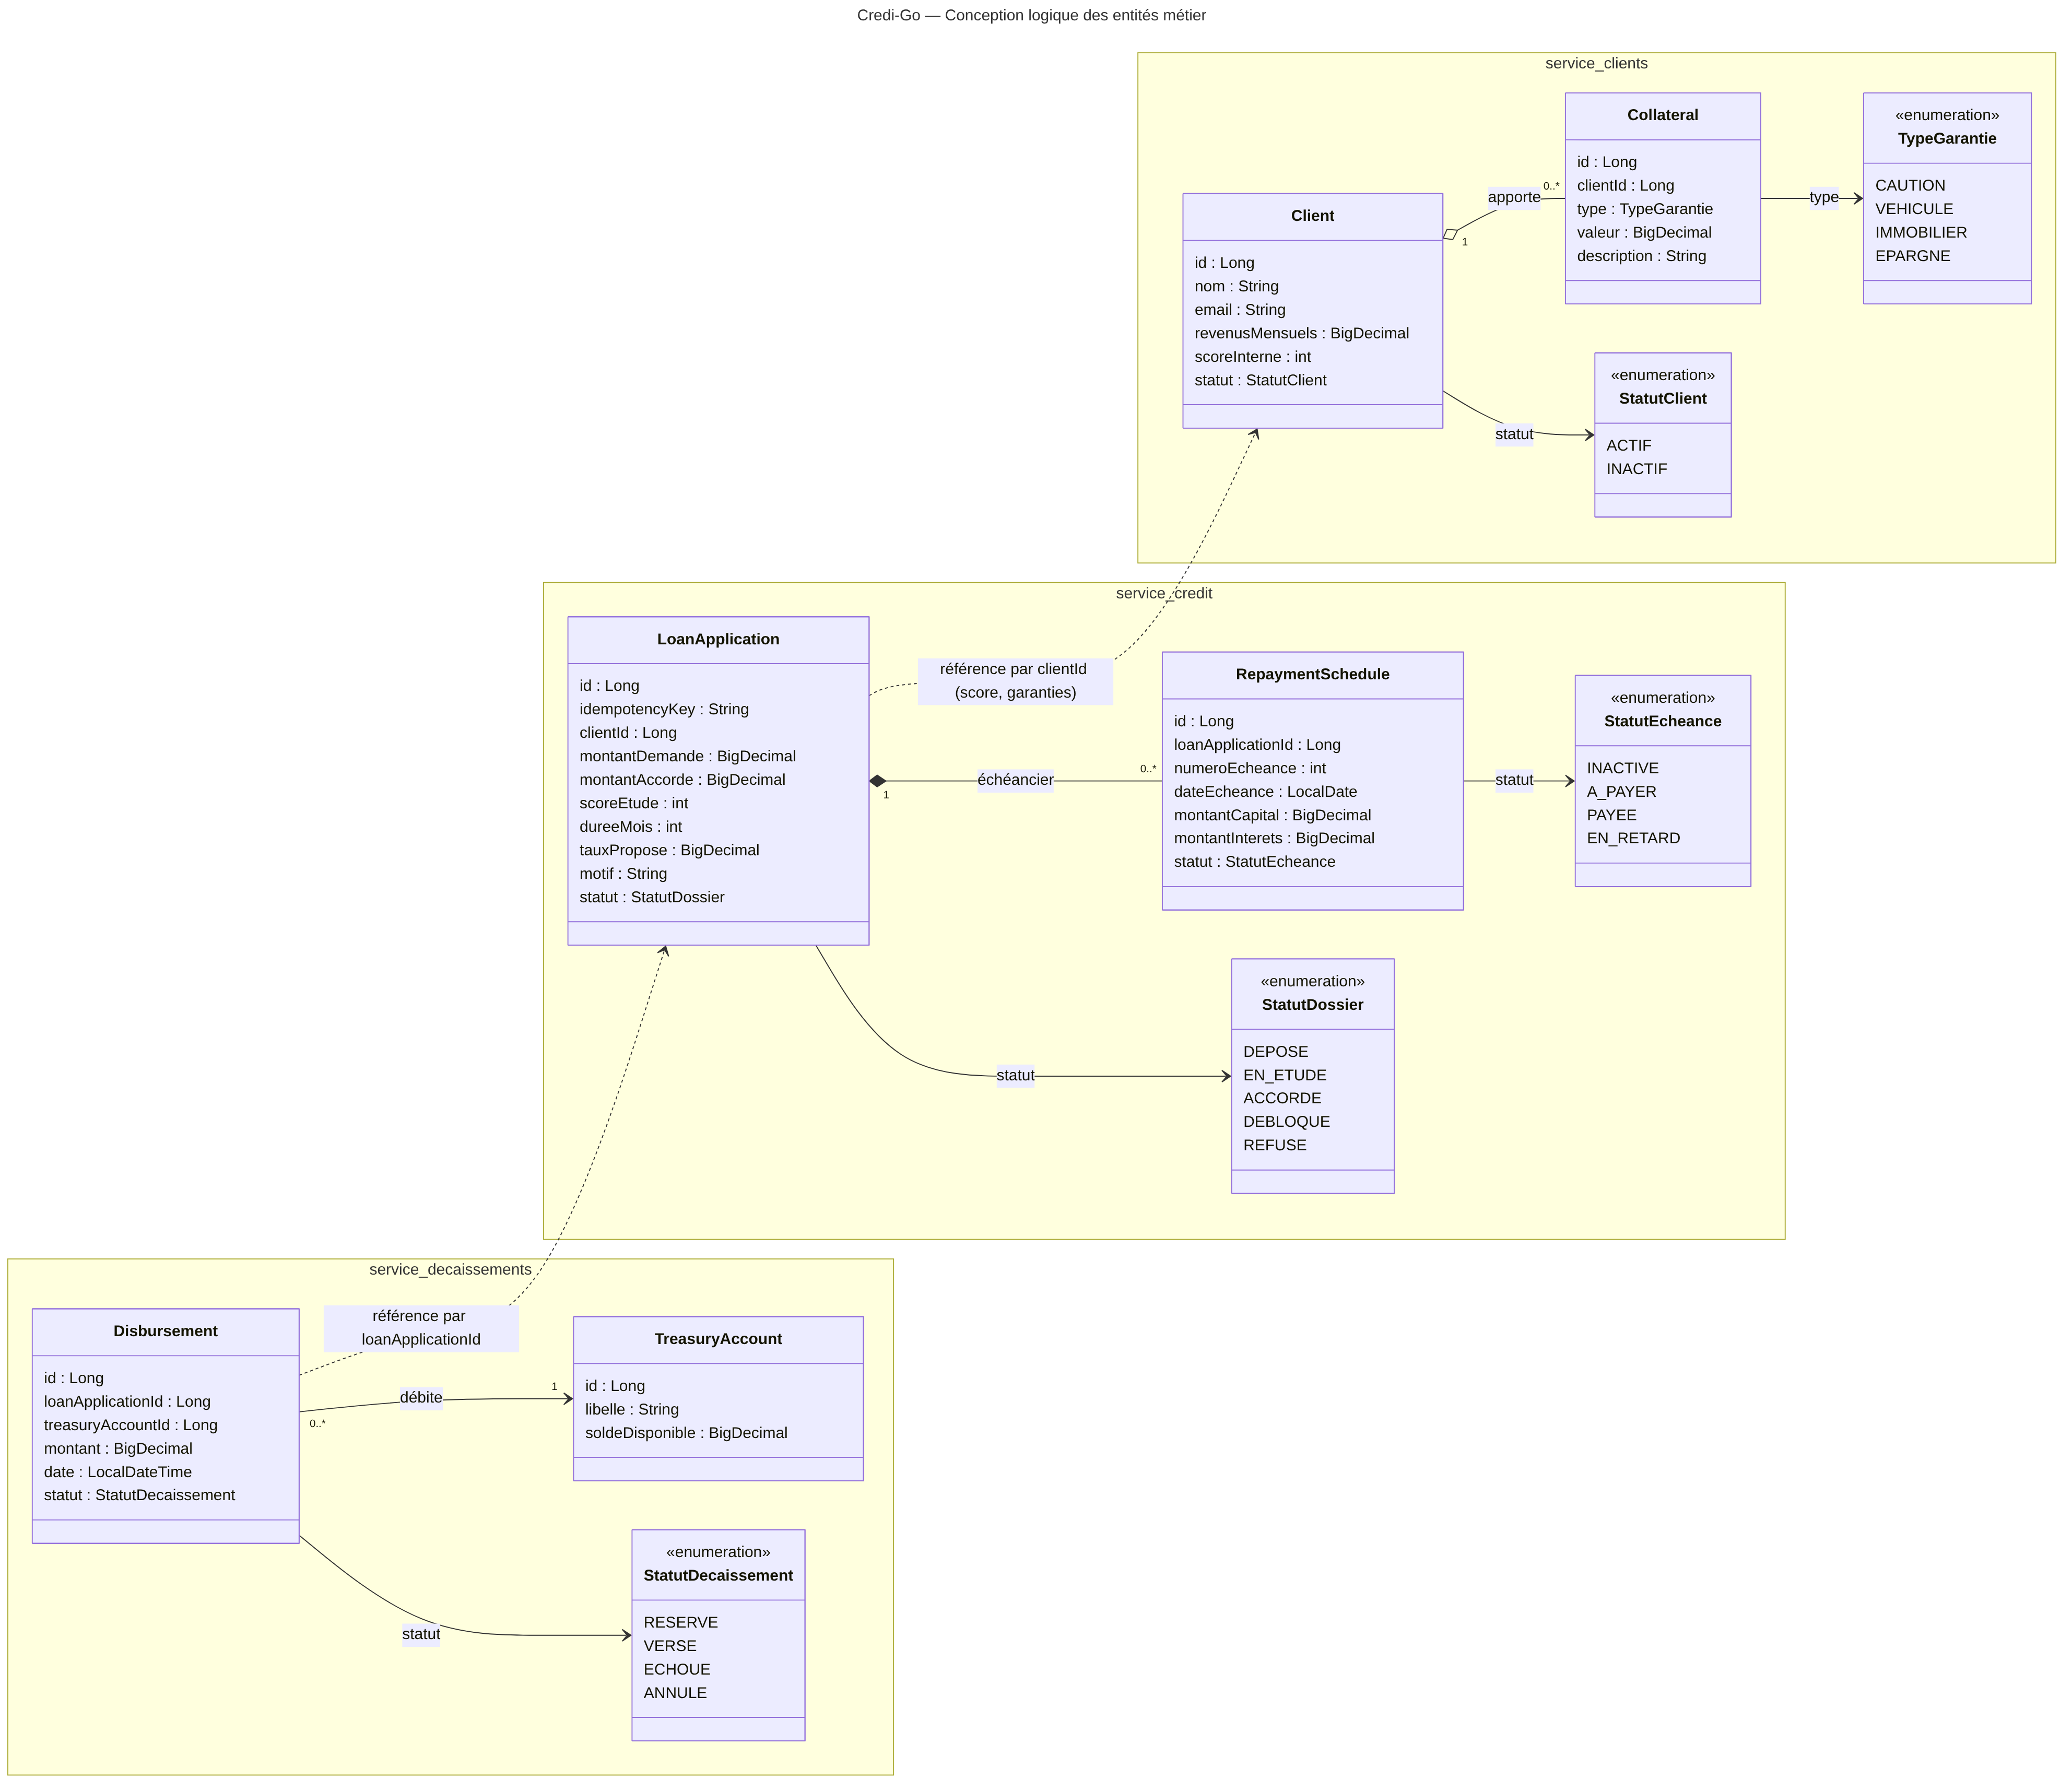 Credi-Go — Conception logique des entités métier
service_clients
Client
id : Long
nom : String
email : String
revenusMensuels : BigDecimal
scoreInterne : int
statut : StatutClient
1
apporte
0..*
Collateral
id : Long
clientId : Long
type : TypeGarantie
valeur : BigDecimal
description : String
type
«enumeration»
TypeGarantie
CAUTION
VEHICULE
IMMOBILIER
EPARGNE
statut
«enumeration»
StatutClient
ACTIF
INACTIF
service_credit
LoanApplication
id : Long
idempotencyKey : String
clientId : Long
montantDemande : BigDecimal
montantAccorde : BigDecimal
scoreEtude : int
dureeMois : int
tauxPropose : BigDecimal
motif : String
statut : StatutDossier
référence par clientId
(score, garanties)
1
échéancier
0..*
RepaymentSchedule
id : Long
loanApplicationId : Long
numeroEcheance : int
dateEcheance : LocalDate
montantCapital : BigDecimal
montantInterets : BigDecimal
statut : StatutEcheance
statut
«enumeration»
StatutEcheance
INACTIVE
A_PAYER
PAYEE
EN_RETARD
statut
«enumeration»
StatutDossier
DEPOSE
EN_ETUDE
ACCORDE
DEBLOQUE
REFUSE
service_decaissements
Disbursement
id : Long
loanApplicationId : Long
treasuryAccountId : Long
montant : BigDecimal
date : LocalDateTime
statut : StatutDecaissement
référence par
loanApplicationId
0..*
débite
1
TreasuryAccount
id : Long
libelle : String
soldeDisponible : BigDecimal
statut
«enumeration»
StatutDecaissement
RESERVE
VERSE
ECHOUE
ANNULE